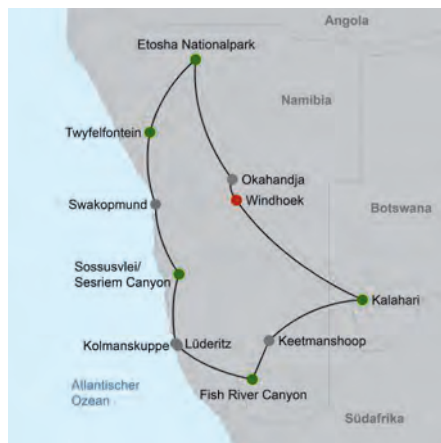 Angola
Etosha Nationalpark
Namibia
Twyfelfontein
Okahandja
Swakopmund
Windhoek
Botswana
Sossusvlei/
Sesriem Canyon
Kalahari
Kolmanskuppe
Lüderitz
Keetmanshoop
Atlantischer
Ozean
Fish River Canyon
Südafrika